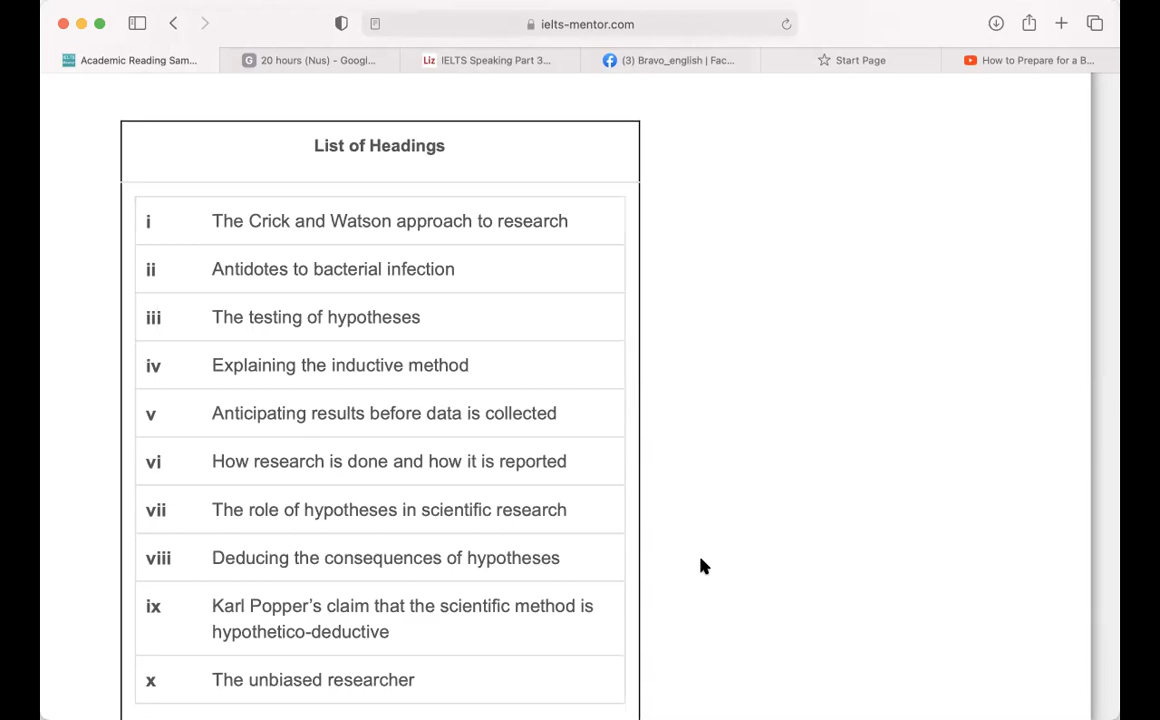 ielts-mentor.com
Academic Reading Sam...
G 20 hours (Nus) - Googl...
Liz IELTS Speaking Part 3...
(3) Bravo_english | Fac...
Start Page
How to Prepare for a B...
List of Headings
i The Crick and Watson approach to research
ii Antidotes to bacterial infection
iii The testing of hypotheses
iv Explaining the inductive method
v Anticipating results before data is collected
vi How research is done and how it is reported
vii The role of hypotheses in scientific research
viii Deducing the consequences of hypotheses
ix Karl Popper's claim that the scientific method is
hypothetico-deductive
x The unbiased researcher